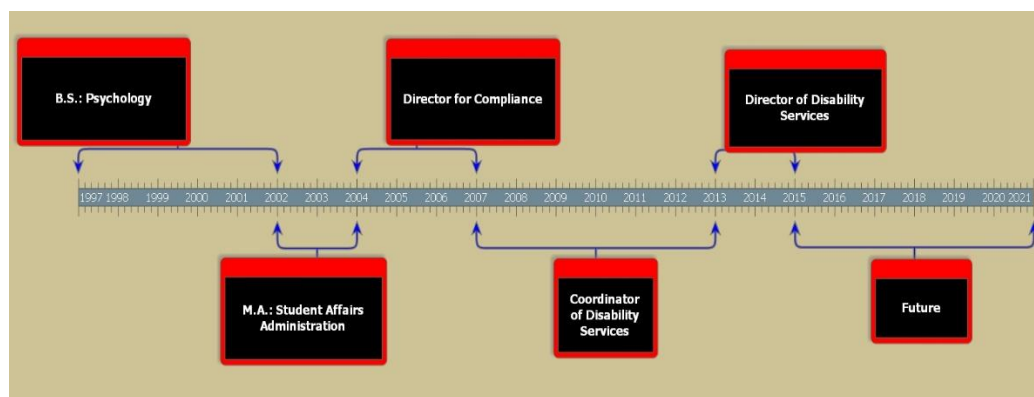 B.S.: Psychology
Director for Compliance
Director of Disability
Services
1997 1998 1999 2000 2001 2002 2003 2004 2005 2006 2007 2008 2009 2010 2011 2012 2013 2014 2015 2016 2017 2018 2019 2020 2021
M.A.: Student Affairs
Administration
Coordinator
of Disability
Services
Future